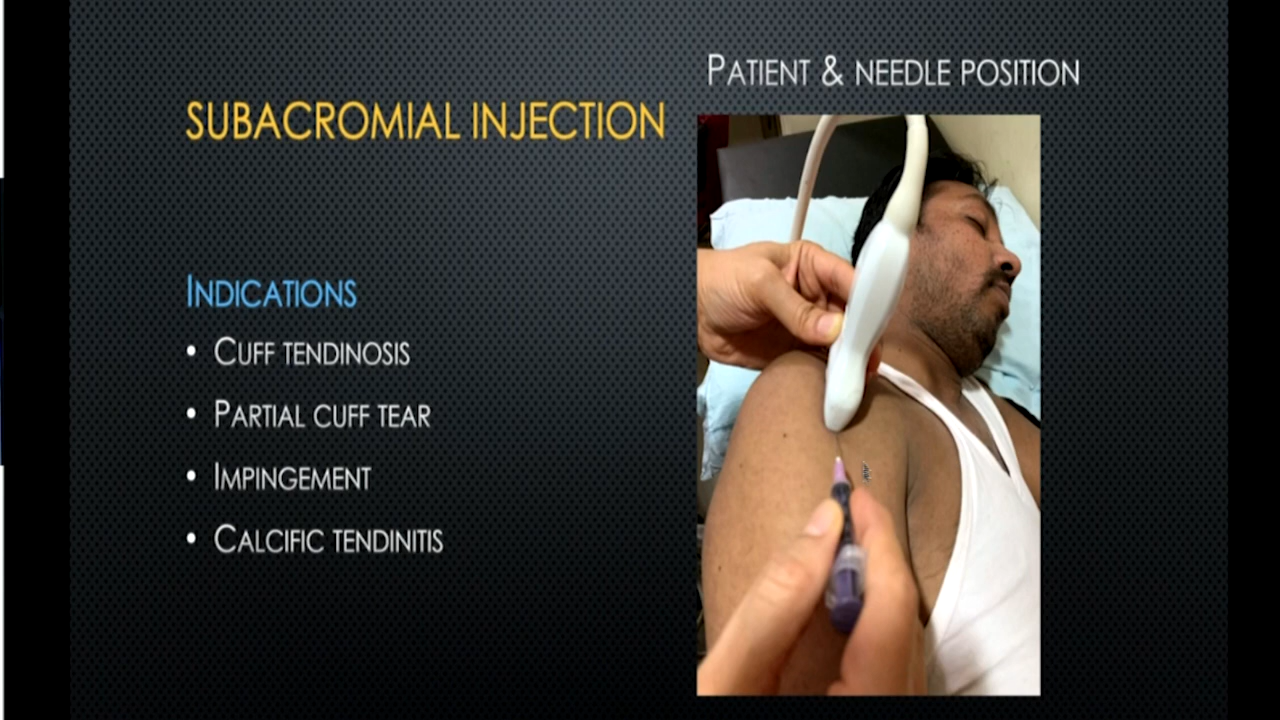 SUBACROMIAL INJECTION
PATIENT & NEEDLE POSITION
INDICATIONS
• CUFF TENDINOSIS
• PARTIAL CUFF TEAR
• IMPINGEMENT
• CALCIFIC TENDINITIS